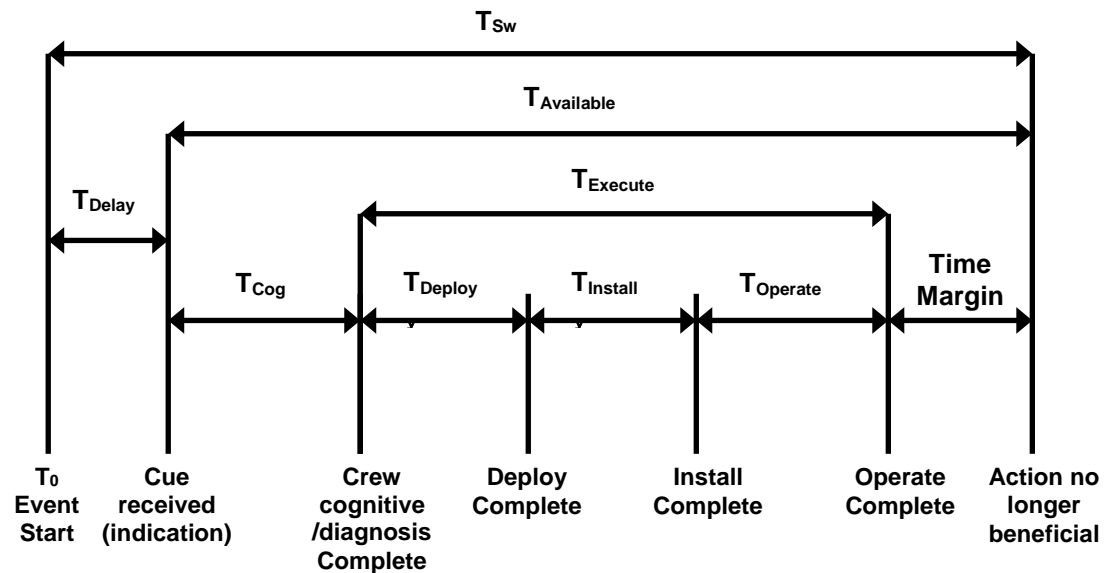 TSw
TAvailable
TExecute
TDelay
TCog
TDeploy
TInstall
TOperate
Time
Margin
y
y
T0
Event
Start
Cue
received
(indication)
Crew
cognitive
/diagnosis
Complete
Deploy
Complete
Install
Complete
Operate
Complete
Action no
longer
beneficial